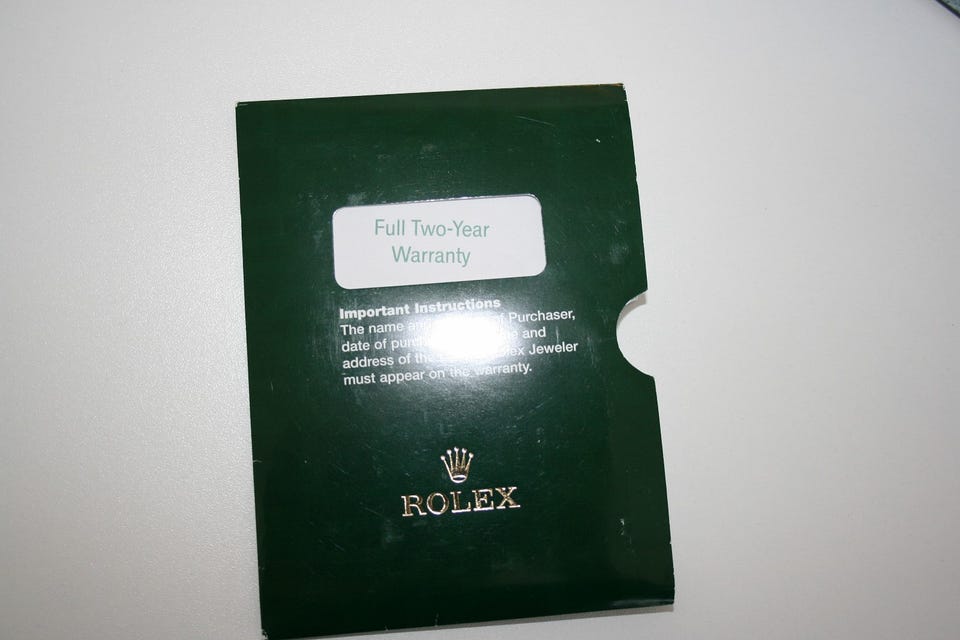 Full Two-Year
Warranty
Important Instructions
The name Purchaser,
date of and
address of the Jeweler
must appear on the warranty.
ROLEX